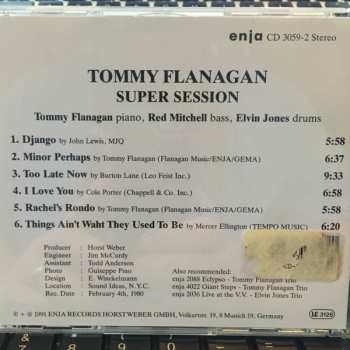 enja CD 3059-2 Stereo
TOMMY FLANAGAN
SUPER SESSION
Tommy Flanagan piano, Red Mitchell bass, Elvin Jones drums
1. Django by John Lewis, MJQ 5:58
2. Minor Perhaps by Tommy Flanagan (Flanagan Music/ENJA/GEMA) 6:37
3. Too Late Now by Burton Lane (Leo Feist Inc.) 9:33
4. I Love You by Cole Porter (Chappell & Co. Inc.) 6:58
5. Rachel's Rondo by Tommy Flanagan (Flanagan Music/ENJA/GEMA) 5:58
6. Things Ain't Waht They Used To Be by Mercer Ellington (TEMPO MUSIC) 6:20
Producer : Horst Weber
Engineer : Jim McCurdy
Assistant : Todd Anderson
Photo : Guiseppe Pino
Design : E. Winckelmann
Location : Sound Ideas, N.Y.C.
Rec. Date : February 4th, 1980
also recommended:
enja 2088 Eclypso - Tommy Flanagan trio
enja 4022 Giant Steps - Tommy Flanagan Trio
enja 2036 Live at the V.V. - Elvin Jones Trio
℗ + © 1991 ENJA RECORDS HORST WEBER GMBH, Volkartstr. 19, 8 Munich 19, Germany
LC 3126